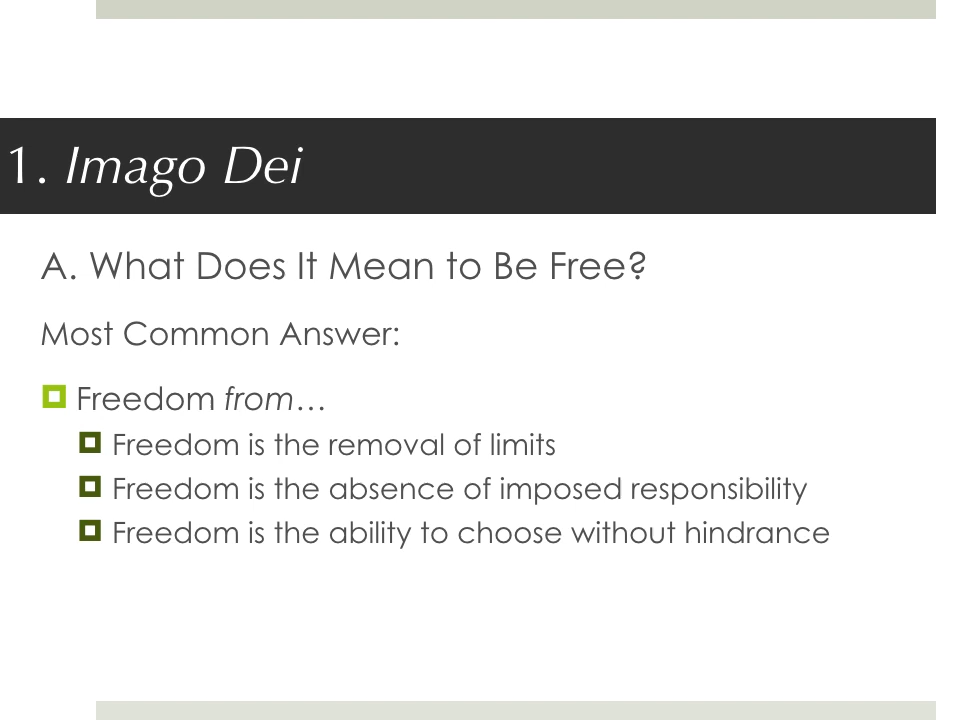 1. Imago Dei
A. What Does It Mean to Be Free?
Most Common Answer:
Freedom from…
Freedom is the removal of limits
Freedom is the absence of imposed responsibility
Freedom is the ability to choose without hindrance